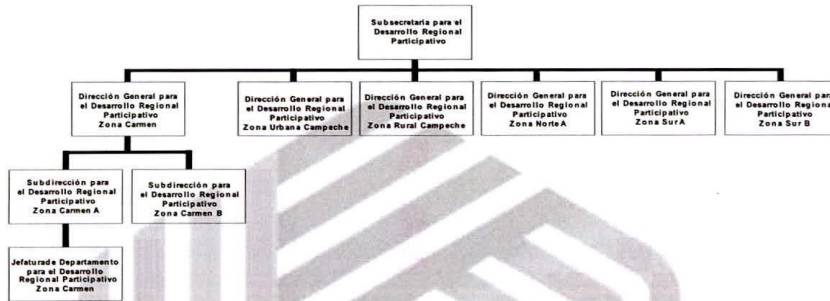 Subsecretaria para el
Desarrollo Regional
Participativo
Dirección General para
el Desarrollo Regional
Participativo
Zona Carmen
Dirección General para
el Desarrollo Regional
Participativo
Zona Urbana Campeche
Dirección General para
el Desarrollo Regional
Participativo
Zona Rural Campeche
Dirección General para
el Desarrollo Regional
Participativo
Zona Norte A
Dirección General para
el Desarrollo Regional
Participativo
Zona Sur A
Dirección General para
el Desarrollo Regional
Participativo
Zona Sur B
Subdirección para
el Desarrollo Regional
Participativo
Zona Carmen A
Subdirección para
el Desarrollo Regional
Participativo
Zona Carmen B
Jefatura de Departamento
para el Desarrollo
Regional Participativo
Zona Carmen